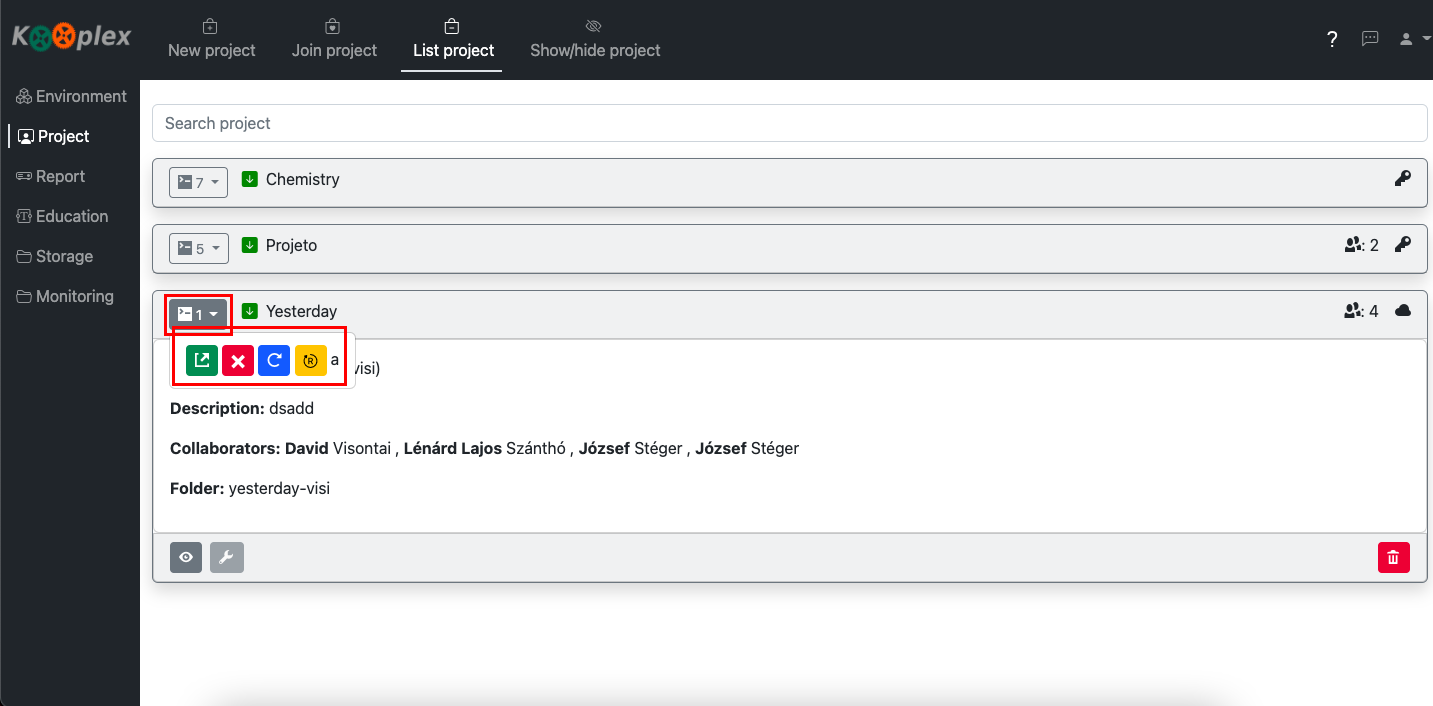 Kooplex
New project
Join project
List project
Show/hide project
?
Environment
Project
Report
Education
Storage
Monitoring
Search project
7 Chemistry
5 Projeto : 2
1 Yesterday : 4
R a
visi)
Description: dsadd
Collaborators: David Visontai , Lénárd Lajos Szánthó , József Stéger , József Stéger
Folder: yesterday-visi